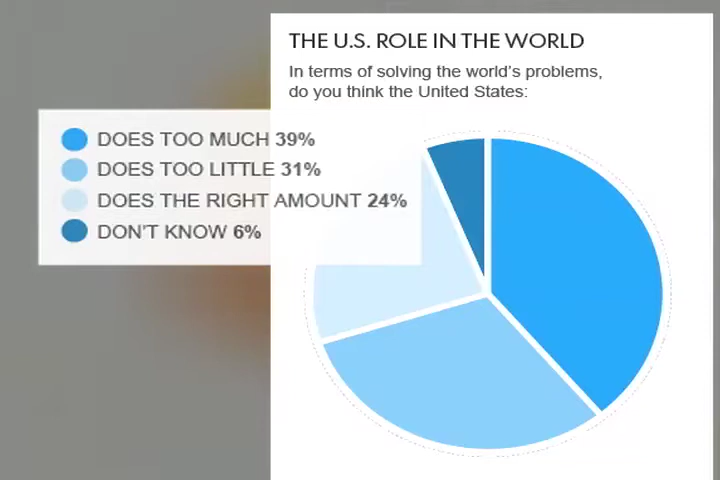 THE U.S. ROLE IN THE WORLD
In terms of solving the world's problems,
do you think the United States:
DOES TOO MUCH 39%
DOES TOO LITTLE 31%
DOES THE RIGHT AMOUNT 24%
DON'T KNOW 6%